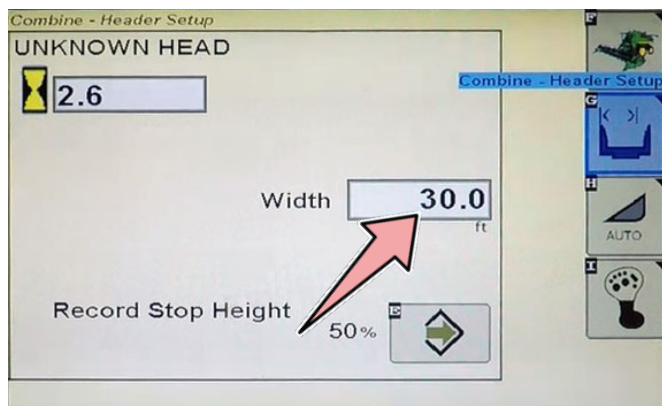 Combine - Header Setup
UNKNOWN HEAD
2.6
Width 30.0
ft
Record Stop Height
50%
E
F
Combine - Header Setup
G
H
AUTO
I